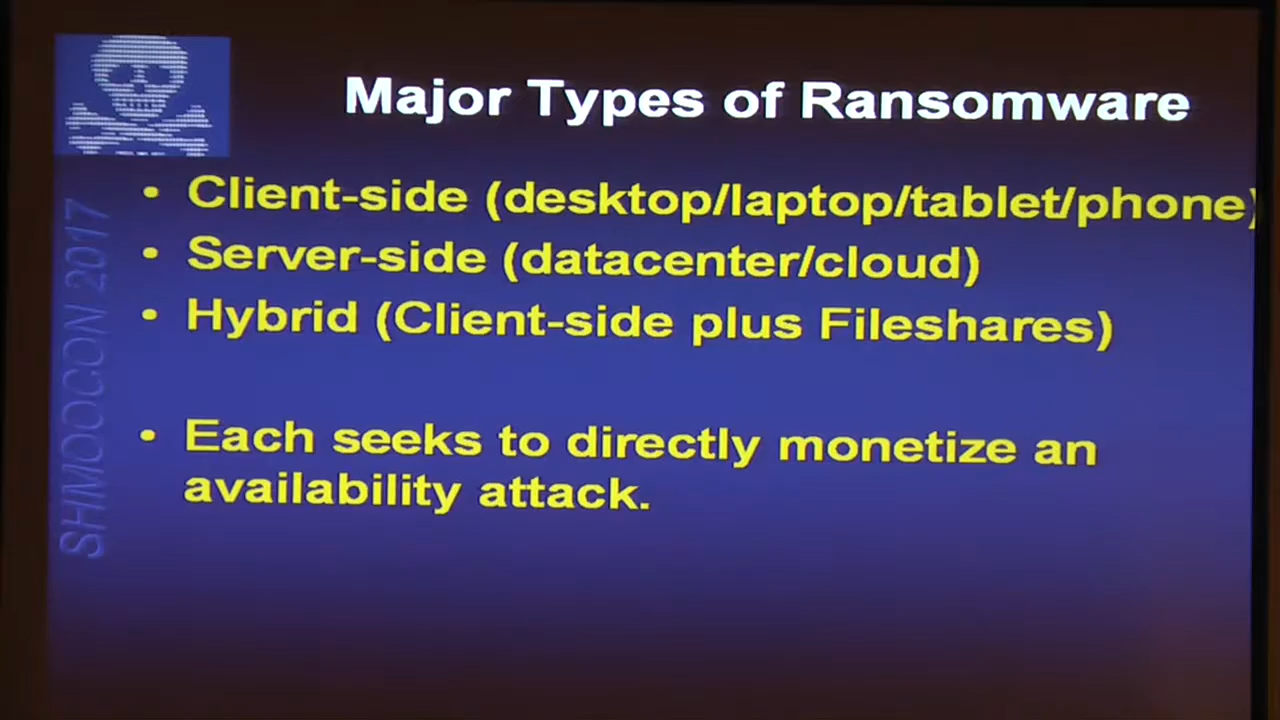 Major Types of Ransomware
• Client-side (desktop/laptop/tablet/phone)
• Server-side (datacenter/cloud)
• Hybrid (Client-side plus Fileshares)
• Each seeks to directly monetize an
availability attack.
SHMOOCON 2017